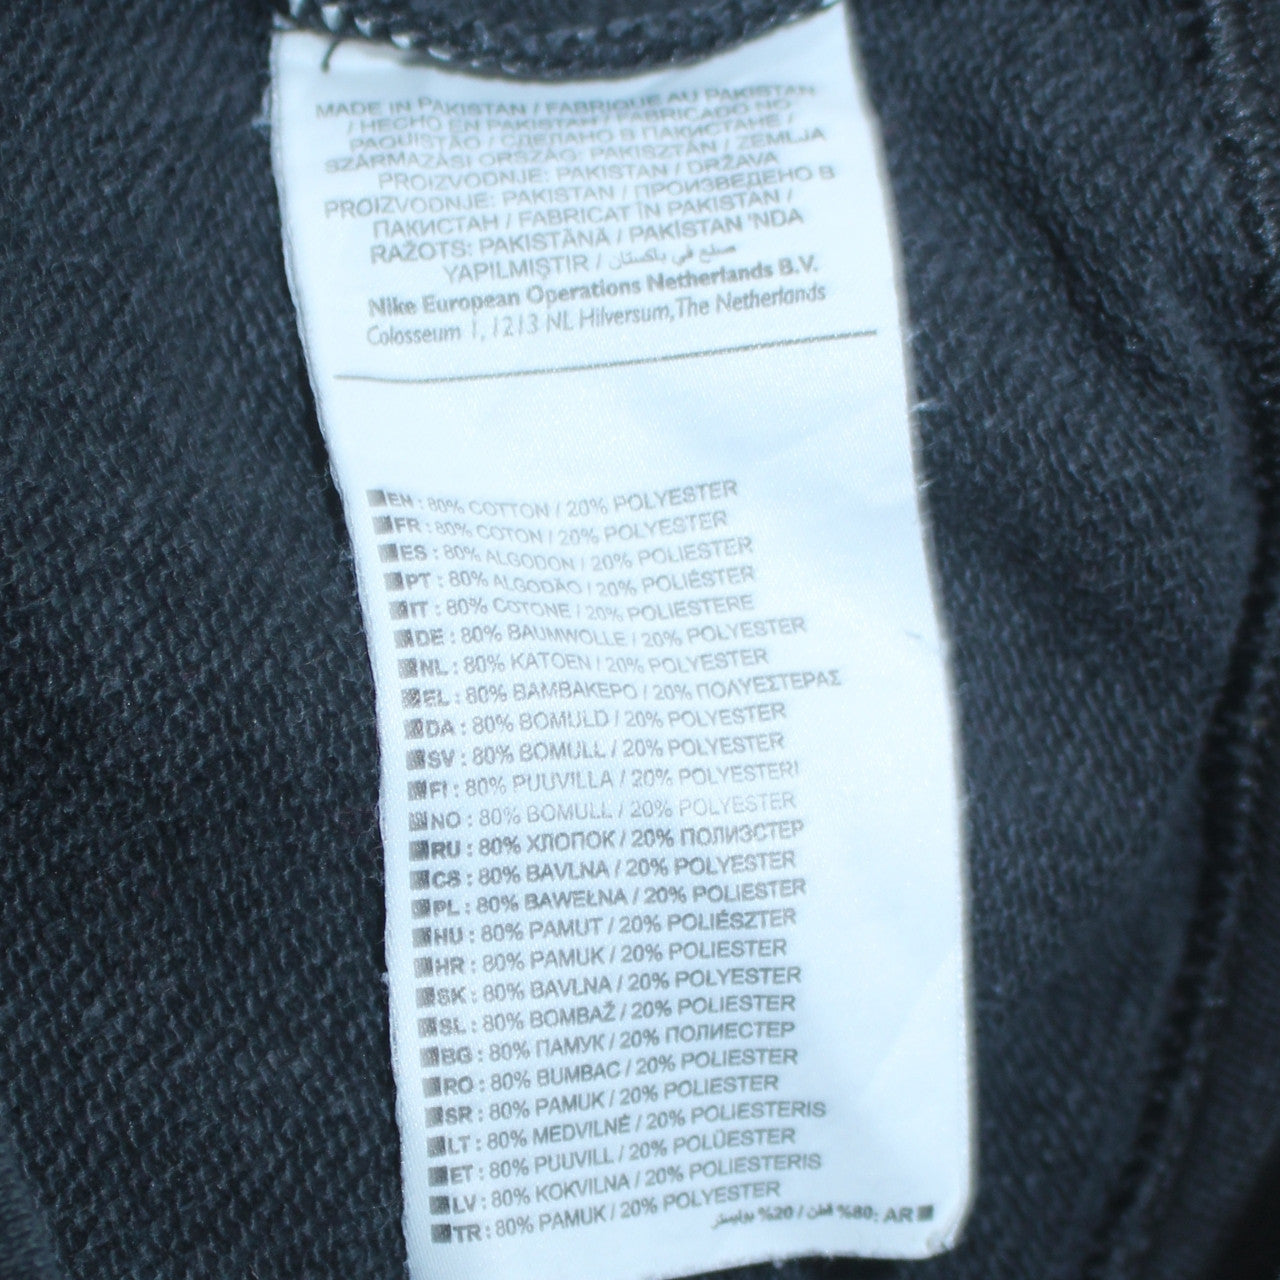 MADE IN PAKISTAN / FABRIQUE AU PAKISTAN
/ HECHO EN PAKISTAN / FABRICADO NO
PAQUISTÃO / СДЕЛАНО В ПАКИСТАНЕ /
SZÁRMAZÁSI ORSZÁG: PAKISZTÁN / ZEMLJA
PROIZVODNJE: PAKISTAN / DRŽAVA
PROIZVODNJE: PAKISTAN / ПРОИЗВЕДЕНО В
ПАКИСТАН / FABRICAT ÎN PAKISTAN /
RAŽOTS: PAKISTĀNĀ / PAKİSTAN 'NDA
YAPILMIŞTIR / صنع في باكستان
Nike European Operations Netherlands B.V.
Colosseum 1, 1213 NL Hilversum, The Netherlands
EN : 80% COTTON / 20% POLYESTER
FR : 80% COTON / 20% POLYESTER
ES : 80% ALGODON / 20% POLIESTER
PT : 80% ALGODÃO / 20% POLIÉSTER
IT : 80% COTONE / 20% POLIESTERE
DE : 80% BAUMWOLLE / 20% POLYESTER
NL : 80% KATOEN / 20% POLYESTER
EL : 80% ΒΑΜΒΑΚΕΡΟ / 20% ΠΟΛΥΕΣΤΕΡΑΣ
DA : 80% BOMULD / 20% POLYESTER
SV : 80% BOMULL / 20% POLYESTER
FI : 80% PUUVILLA / 20% POLYESTERI
NO : 80% BOMULL / 20% POLYESTER
RU : 80% ХЛОПОК / 20% ПОЛИЭСТЕР
CS : 80% BAVLNA / 20% POLYESTER
PL : 80% BAWEŁNA / 20% POLIESTER
HU : 80% PAMUT / 20% POLIÉSZTER
HR : 80% PAMUK / 20% POLIESTER
SK : 80% BAVLNA / 20% POLYESTER
SL : 80% BOMBAŽ / 20% POLIESTER
BG : 80% ПАМУК / 20% ПОЛИЕСТЕР
RO : 80% BUMBAC / 20% POLIESTER
SR : 80% PAMUK / 20% POLIESTER
LT : 80% MEDVILNĖ / 20% POLIESTERIS
ET : 80% PUUVILL / 20% POLÜESTER
LV : 80% KOKVILNA / 20% POLIESTERIS
TR : 80% PAMUK / 20% POLYESTER
AR :80% قطن / 20% بوليستر